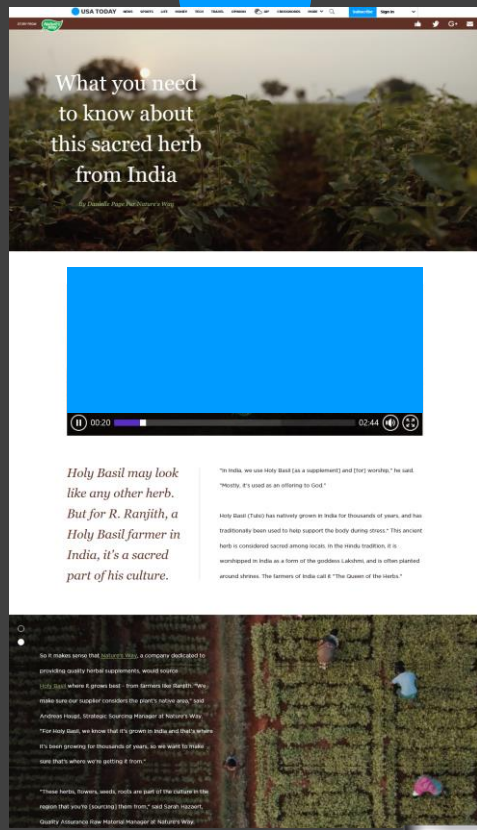 USA TODAY NEWS SPORTS LIFE MONEY TECH TRAVEL OPINION CROSSWORDS MORE Subscribe Sign In
STORY FROM Nature's Way
What you need
to know about
this sacred herb
from India
By Danielle Page For Nature's Way
00:20 02:44
Holy Basil may look
like any other herb.
But for R. Ranjith, a
Holy Basil farmer in
India, it's a sacred
part of his culture.
"In India, we use Holy Basil [as a supplement] and [for] worship," he said.
"Mostly, it's used as an offering to God."
Holy Basil (Tulsi) has natively grown in India for thousands of years, and has
traditionally been used to help support the body during stress.* This ancient
herb is considered sacred among locals. In the Hindu tradition, it is
worshipped in India as a form of the goddess Lakshmi, and is often planted
around shrines. The farmers of India call it "The Queen of the Herbs."
So it makes sense that Nature's Way, a company dedicated to
providing quality herbal supplements, would source
Holy Basil where it grows best – from farmers like Ranjith. "We
make sure our supplier considers the plant's native area," said
Andreas Haupt, Strategic Sourcing Manager at Nature's Way.
"For Holy Basil, we know that it's grown in India and that's where
it's been growing for thousands of years, so we want to make
sure that's where we're getting it from."
"These herbs, flowers, seeds, roots are part of the culture in the
region that you're [sourcing] them from," said Sarah Hazaert,
Quality Assurance Raw Material Manager at Nature's Way.